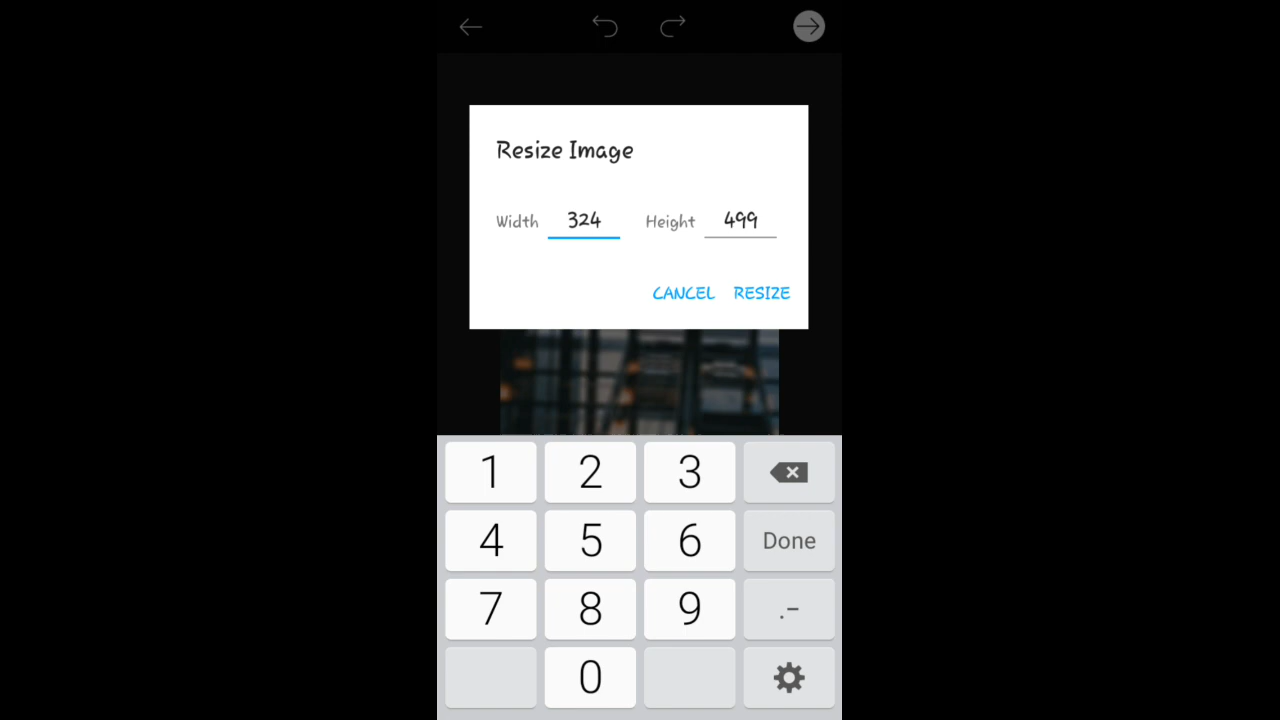 Resize Image
Width 324 Height 499
CANCEL RESIZE
1 2 3
4 5 6 Done
7 8 9 .-
0